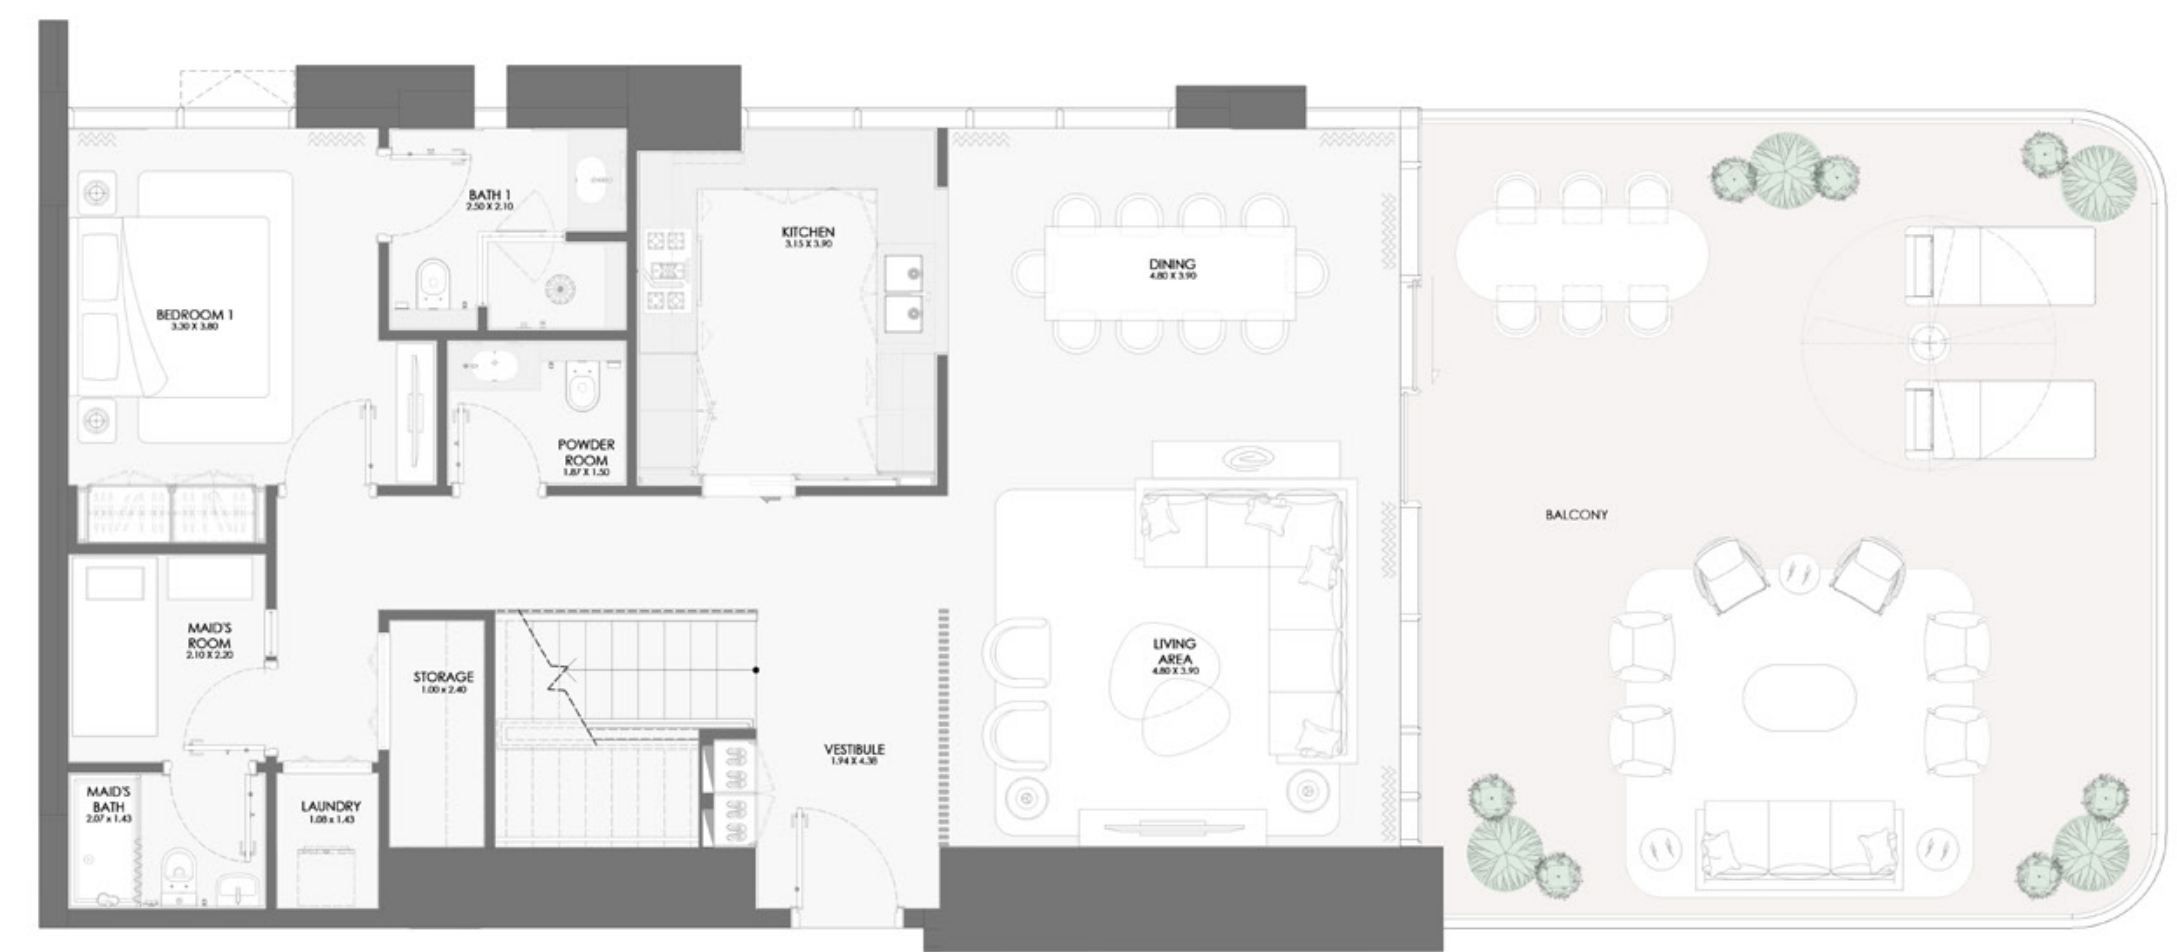 BATH 1
2.50 X 2.10
KITCHEN
3.15 X 3.90
DINING
4.80 X 3.90
BEDROOM 1
3.30 X 3.80
POWDER
ROOM
1.87 X 1.50
BALCONY
MAID'S
ROOM
2.10 X 2.20
STORAGE
1.00 x 2.40
LIVING
AREA
4.80 X 3.90
VESTIBULE
1.94 X 4.38
MAID'S
BATH
2.07 x 1.43
LAUNDRY
1.08 x 1.43